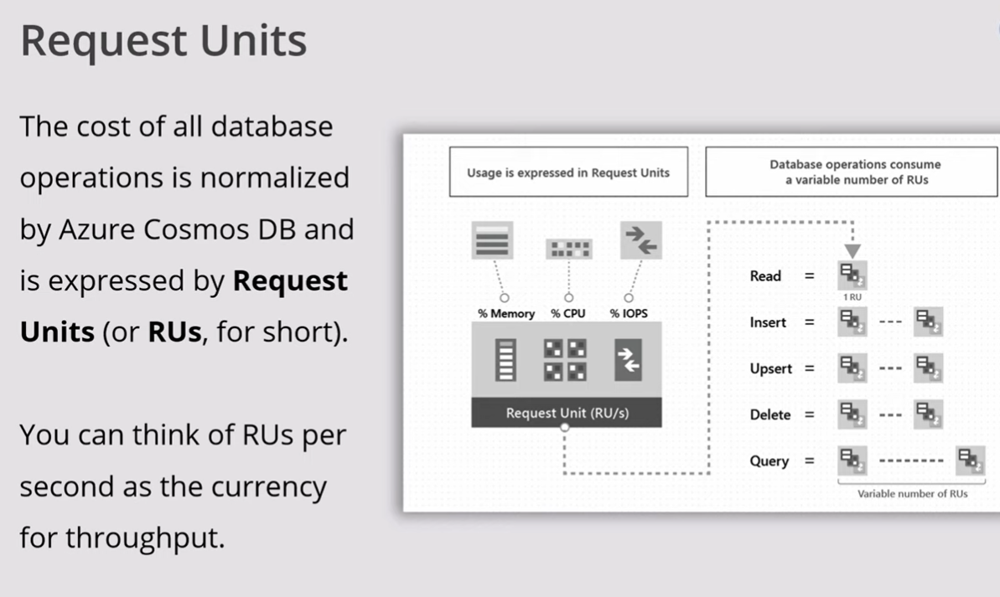 Request Units
The cost of all database
operations is normalized
by Azure Cosmos DB and
is expressed by Request
Units (or RUs, for short).
You can think of RUs per
second as the currency
for throughput.
Usage is expressed in Request Units
% Memory % CPU % IOPS
Request Unit (RU/s)
Database operations consume
a variable number of RUs
Read =
1 RU
Insert = ---
Upsert = ---
Delete = ---
Query = --------
Variable number of RUs